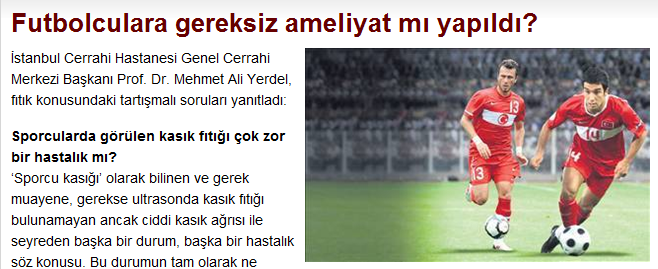 Futbolculara gereksiz ameliyat mı yapıldı?
İstanbul Cerrahi Hastanesi Genel Cerrahi
Merkezi Başkanı Prof. Dr. Mehmet Ali Yerdel,
fıtık konusundaki tartışmalı soruları yanıtladı:
Sporcularda görülen kasık fıtığı çok zor
bir hastalık mı?
‘Sporcu kasığı’ olarak bilinen ve gerek
muayene, gerekse ultrasonda kasık fıtığı
bulunamayan ancak ciddi kasık ağrısı ile
seyreden başka bir durum, başka bir hastalık
söz konusu. Bu durumun tam olarak ne
13
13
14
14